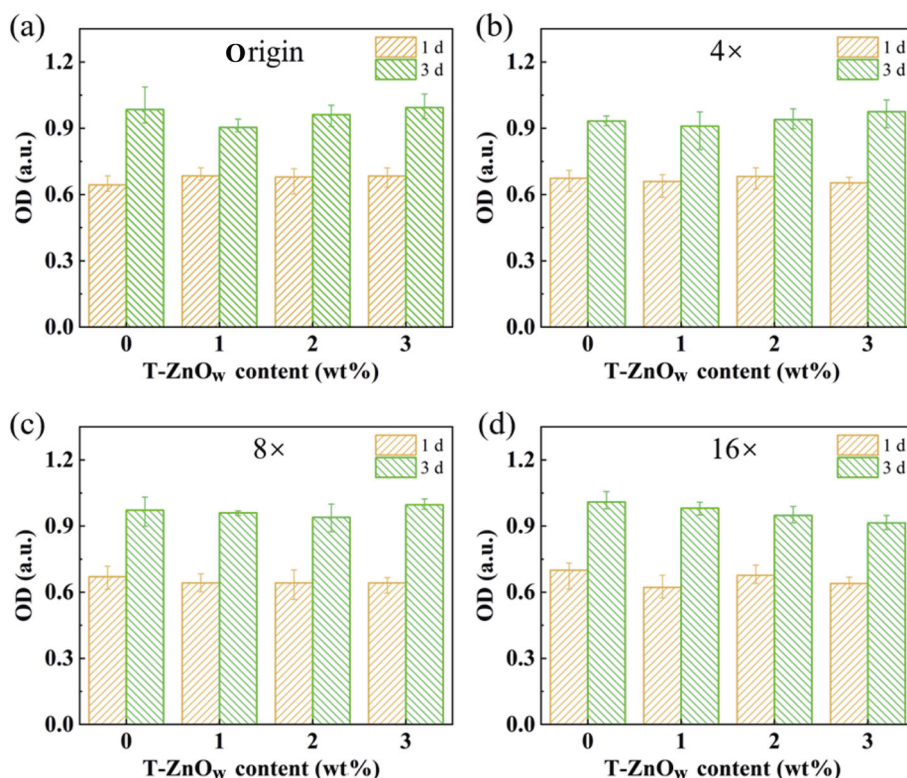 (a)
Origin
1 d
3 d
OD (a.u.)
1.2
0.9
0.6
0.3
0.0
0 1 2 3
T-ZnOw content (wt%)
(b)
4×
1 d
3 d
OD (a.u.)
1.2
0.9
0.6
0.3
0.0
0 1 2 3
T-ZnOw content (wt%)
(c)
8×
1 d
3 d
OD (a.u.)
1.2
0.9
0.6
0.3
0.0
0 1 2 3
T-ZnOw content (wt%)
(d)
16×
1 d
3 d
OD (a.u.)
1.2
0.9
0.6
0.3
0.0
0 1 2 3
T-ZnOw content (wt%)